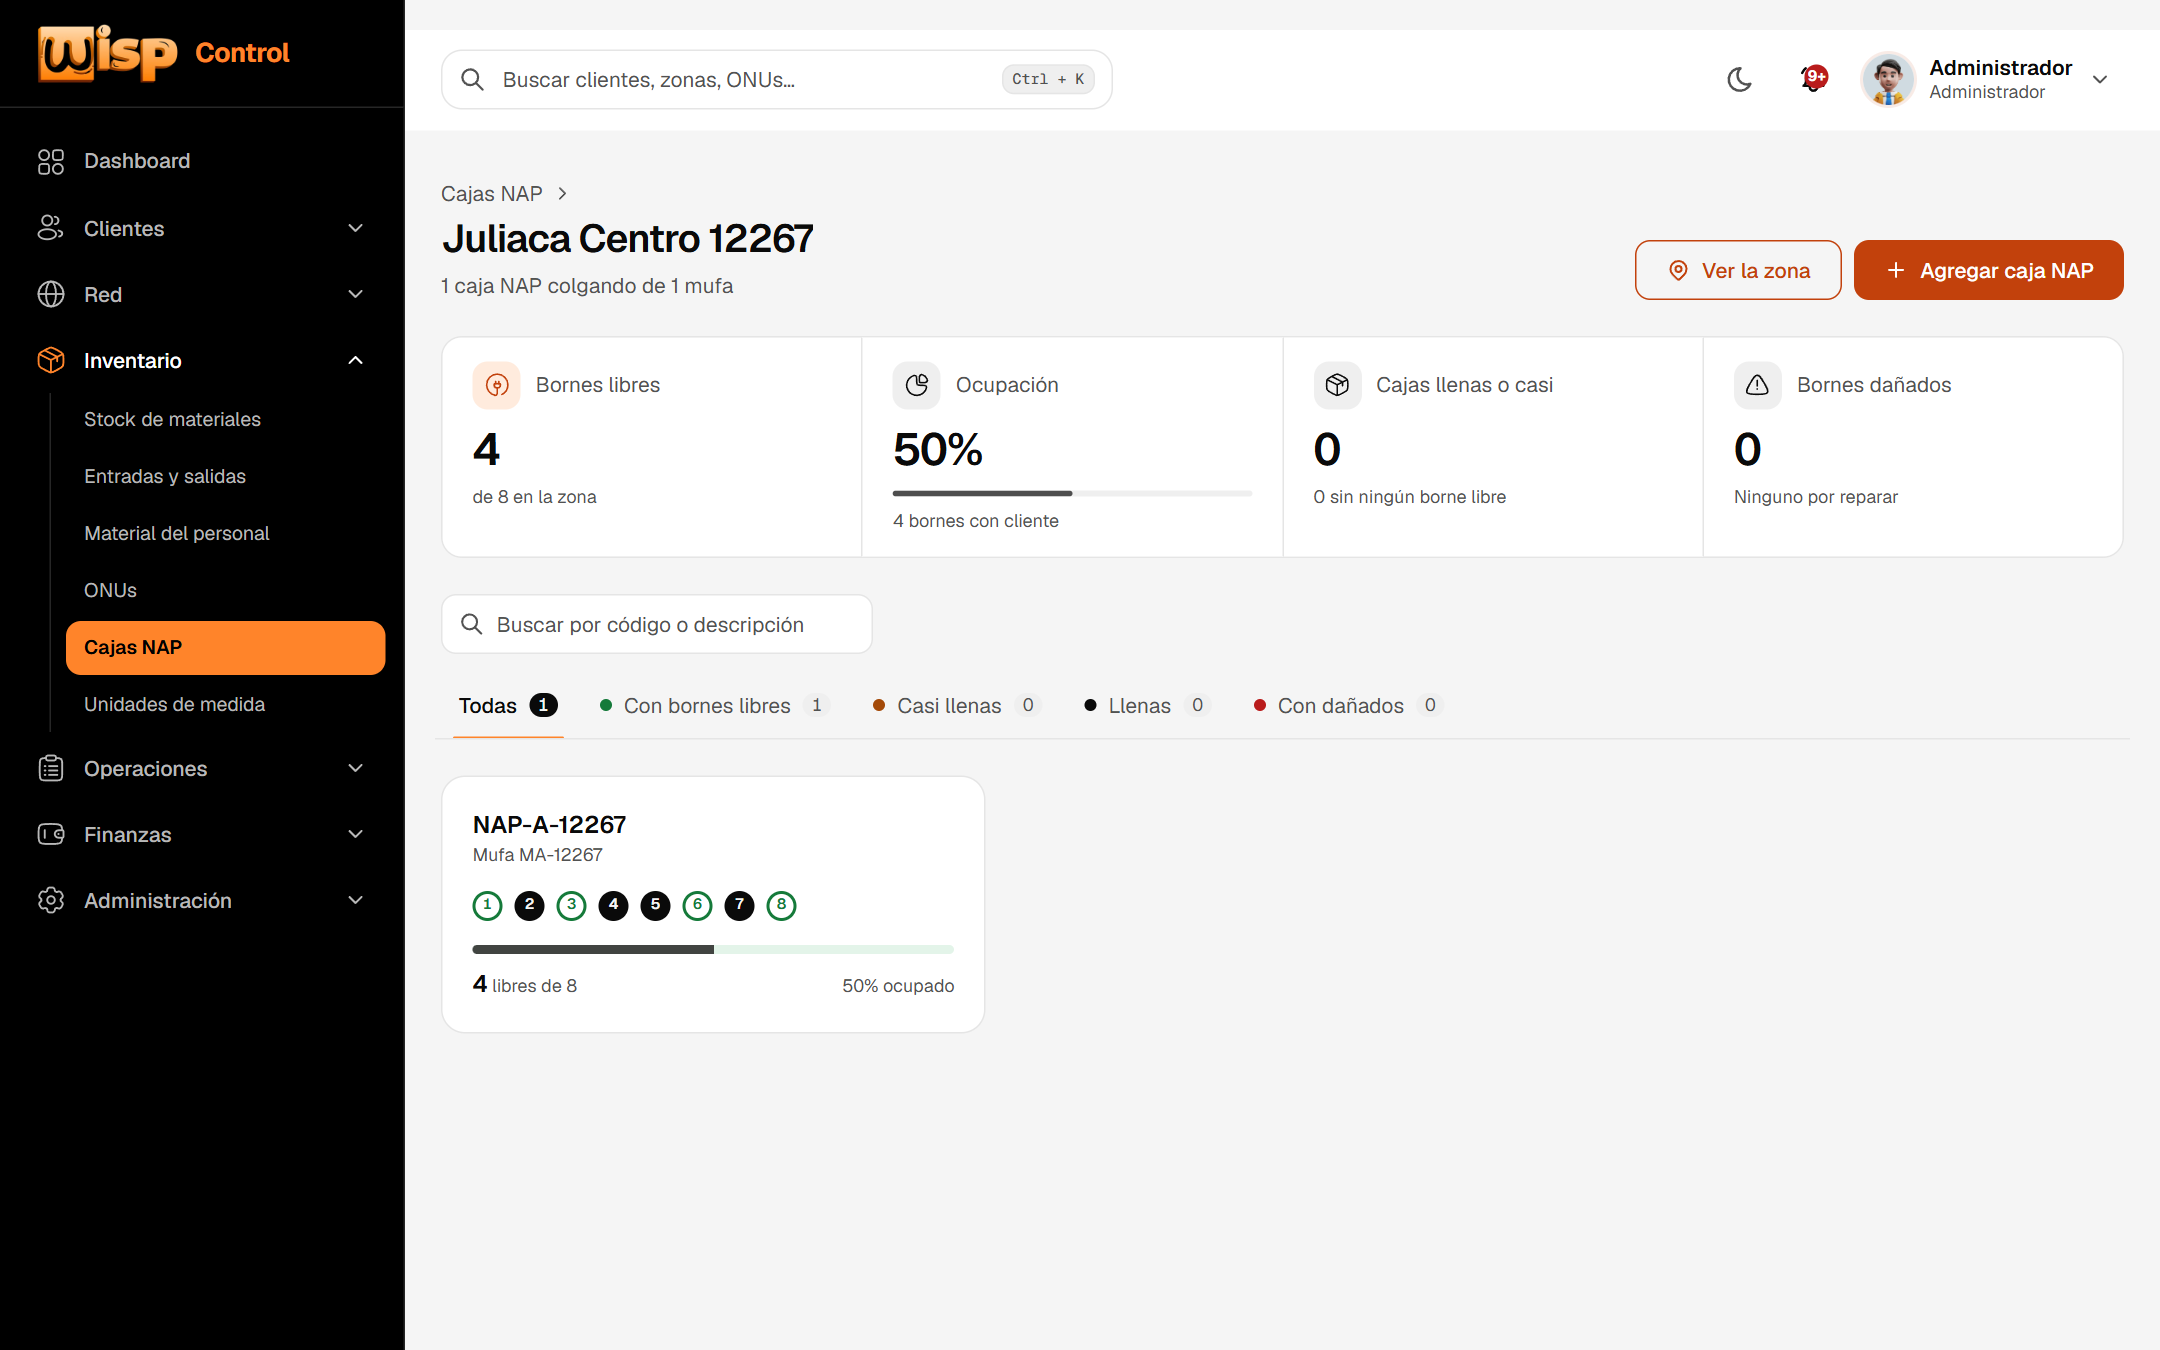 Wisp Control
Dashboard
Clientes
Red
Inventario
Stock de materiales
Entradas y salidas
Material del personal
ONUs
Cajas NAP
Unidades de medida
Operaciones
Finanzas
Administración
Buscar clientes, zonas, ONUs...
Ctrl + K
9+
Administrador
Administrador
Cajas NAP
Juliaca Centro 12267
1 caja NAP colgando de 1 mufa
Ver la zona
+ Agregar caja NAP
Bornes libres
4
de 8 en la zona
Ocupación
50%
4 bornes con cliente
Cajas llenas o casi
0
0 sin ningún borne libre
Bornes dañados
0
Ninguno por reparar
Buscar por código o descripción
Todas 1
Con bornes libres 1
Casi llenas 0
Llenas 0
Con dañados 0
NAP-A-12267
Mufa MA-12267
1 2 3 4 5 6 7 8
4 libres de 8
50% ocupado